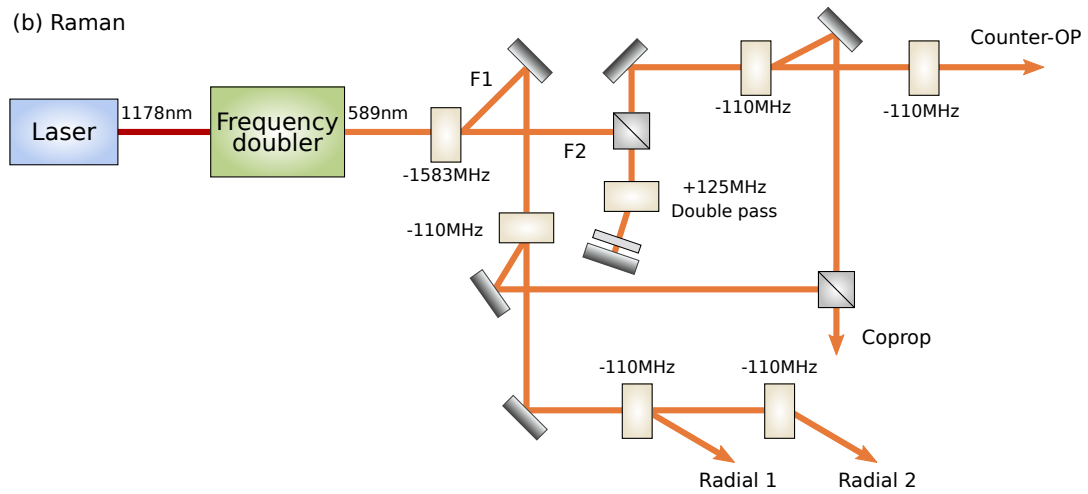 (b) Raman
Counter-OP
F1
-110MHz
-110MHz
1178nm
589nm
Laser
Frequency
doubler
F2
-1583MHz
+125MHz
Double pass
-110MHz
Coprop
-110MHz
-110MHz
Radial 1
Radial 2